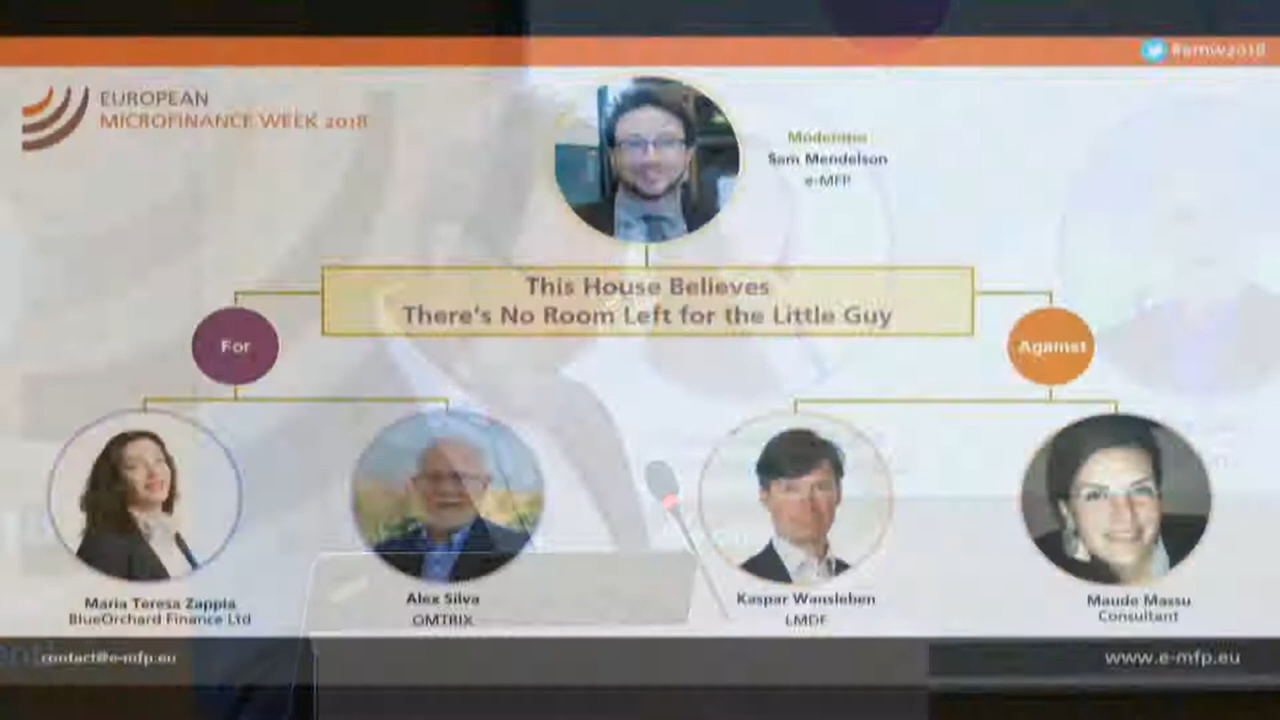 #emw2018
EUROPEAN
MICROFINANCE WEEK 2018
Moderator
Sam Mendelson
e-MFP
This House Believes
There's No Room Left for the Little Guy
For
Against
Maria Teresa Zappia
BlueOrchard Finance Ltd
Alex Silva
OMTRIX
Kaspar Wansleben
LMDF
Maude Massu
Consultant
contact@e-mfp.eu
www.e-mfp.eu